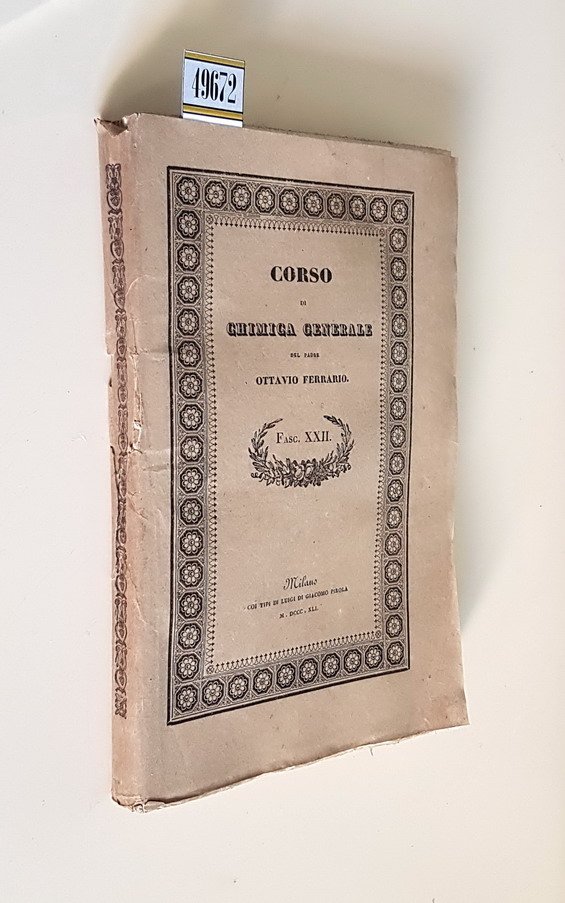 49672
CORSO
DI
CHIMICA GENERALE
DEL PADRE
OTTAVIO FERRARIO.
FASC. XXII.
Milano
COI TIPI DI LUIGI DI GIACOMO PIROLA
M. DCCC. XLI.